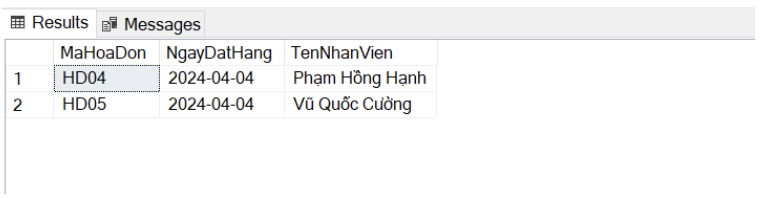 Results Messages
MaHoaDon NgayDatHang TenNhanVien
1 HD04 2024-04-04 Phạm Hồng Hạnh
2 HD05 2024-04-04 Vũ Quốc Cường